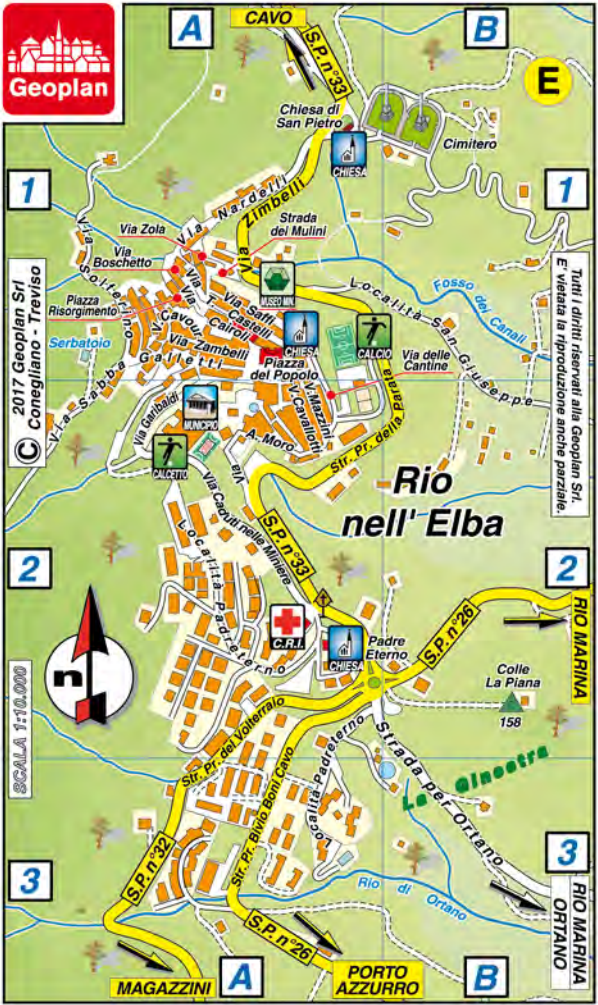 Geoplan
A
CAVO
S.P. n°33
B
E
Chiesa di
San Pietro
CHIESA
Cimitero
1
1
Via Nardelli
Via Zimbelli
Via Zola
Strada
dei Mulini
Via
Boschetto
Via Solferino
Piazza
Risorgimento
Serbatoio
MUSEO MIN.
Via Saffi
Via T. Castelli
V. Cairoli
V. Cavour
Via Zambelli
Via Sabba Galletti
CHIESA
Piazza
del Popolo
CALCIO
Località San Giuseppe
Fosso dei Canali
Via delle
Cantine
Via Garibaldi
MUNICIPIO
V. Mazzini
V. Cavallotti
Via A. Moro
CALCETTO
Str. Pr. della Parata
Rio
nell' Elba
© 2017 Geoplan Srl
Conegliano - Treviso
Tutti i diritti riservati alla Geoplan Srl.
E' vietata la riproduzione anche parziale.
Via Caduti nelle Miniere
S.P. n°33
2
2
Località Padreterno
C.R.I.
CHIESA
Padre
Eterno
S.P. n°26
RIO MARINA
n
SCALA 1:10.000
Colle
La Piana
158
Str. Pr. del Volterraio
Str. Pr. Bivio Boni Cavo
Località Padreterno
Strada per Ortano
La Ginestra
3
3
S.P. n°32
Rio di Ortano
S.P. n°26
RIO MARINA
ORTANO
MAGAZZINI
A
PORTO
AZZURRO
B